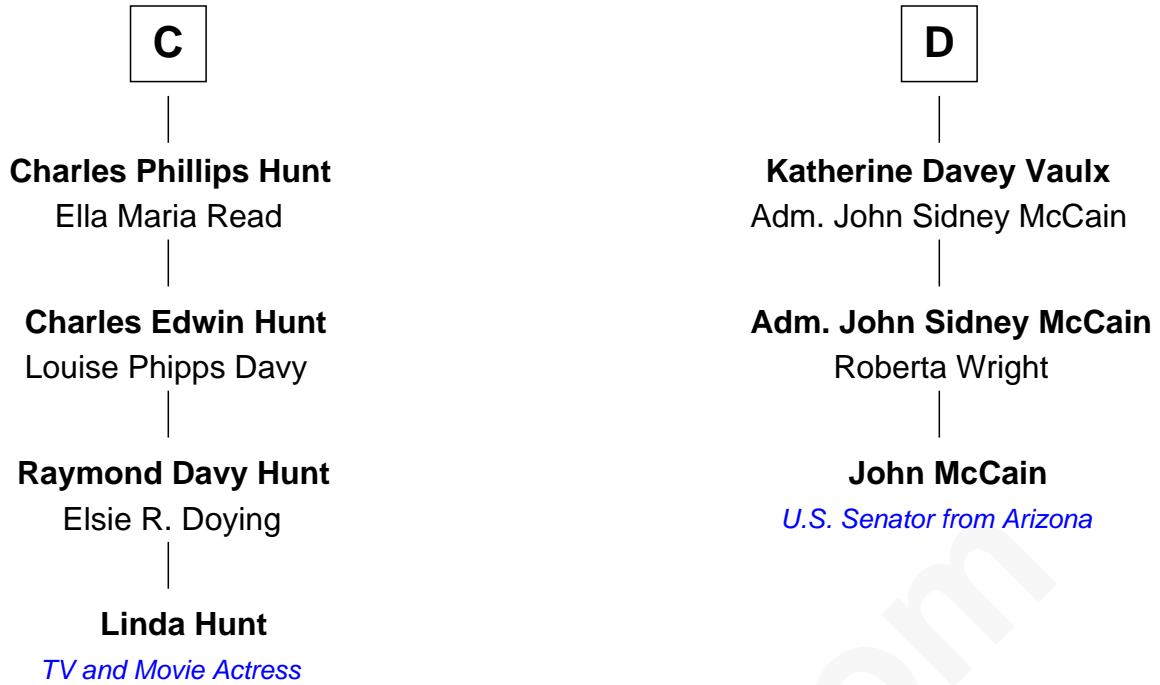 C
Charles Phillips Hunt
Ella Maria Read
Charles Edwin Hunt
Louise Phipps Davy
Raymond Davy Hunt
Elsie R. Doying
Linda Hunt
TV and Movie Actress
D
Katherine Davey Vaulx
Adm. John Sidney McCain
Adm. John Sidney McCain
Roberta Wright
John McCain
U.S. Senator from Arizona
om